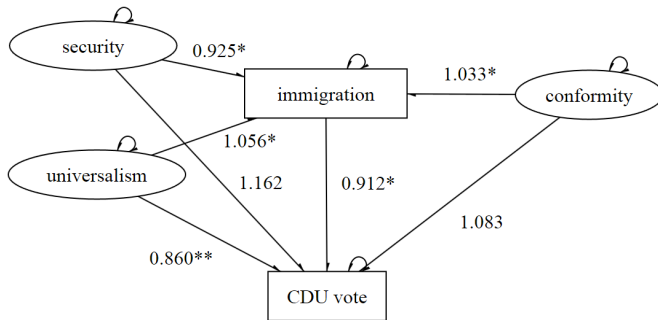 security
0.925*
immigration
1.033*
conformity
1.056*
universalism
1.162
0.912*
1.083
0.860**
CDU vote